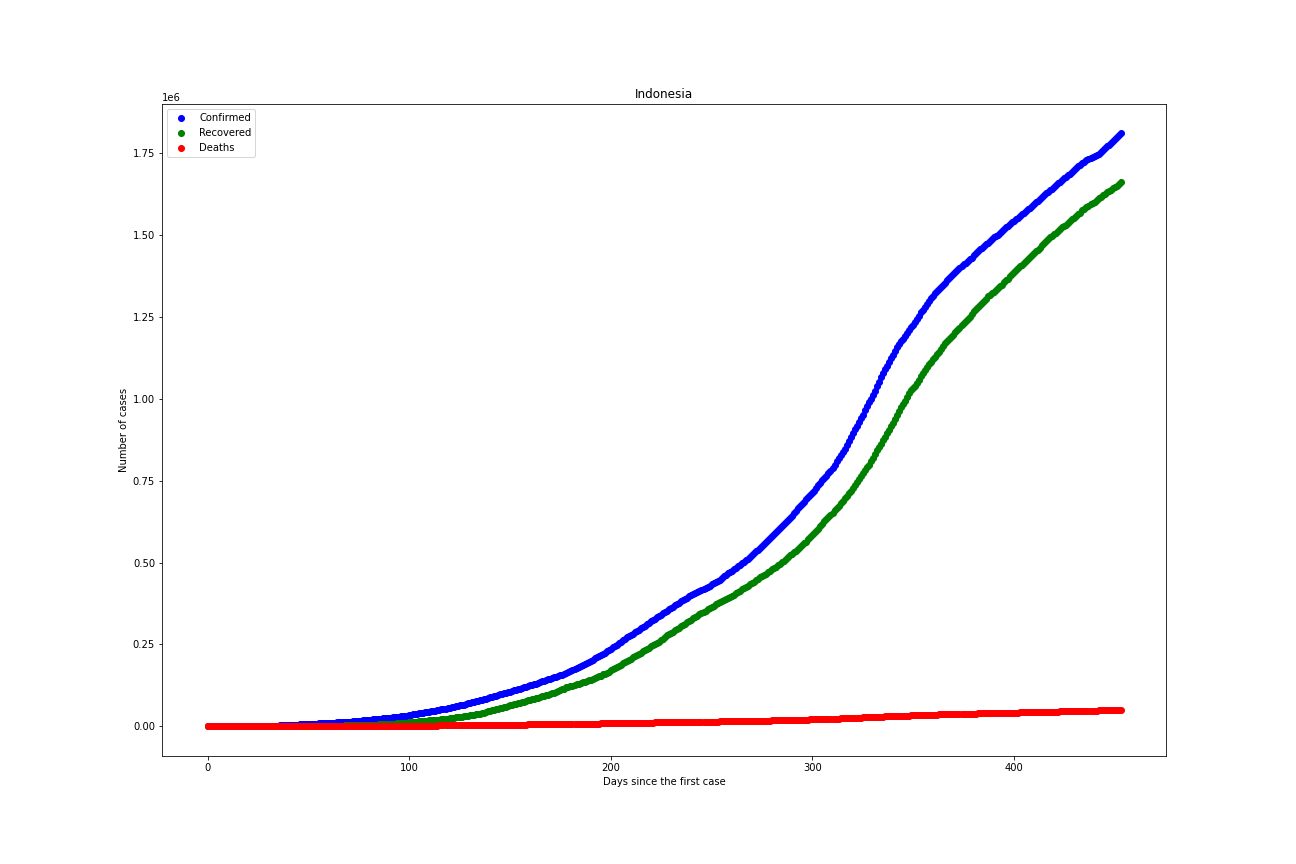 Indonesia
1e6
Confirmed
Recovered
Deaths
1.75
1.50
1.25
1.00
0.75
0.50
0.25
0.00
Number of cases
0 100 200 300 400
Days since the first case